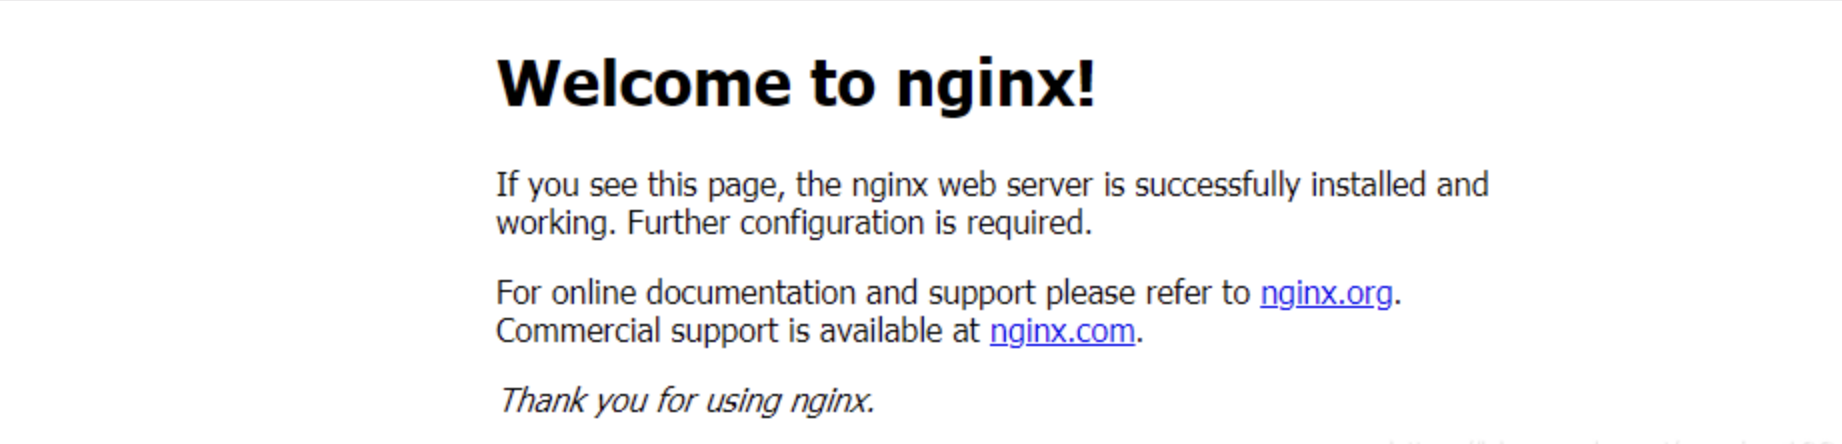 Welcome to nginx!
If you see this page, the nginx web server is successfully installed and
working. Further configuration is required.
For online documentation and support please refer to nginx.org.
Commercial support is available at nginx.com.
Thank you for using nginx.